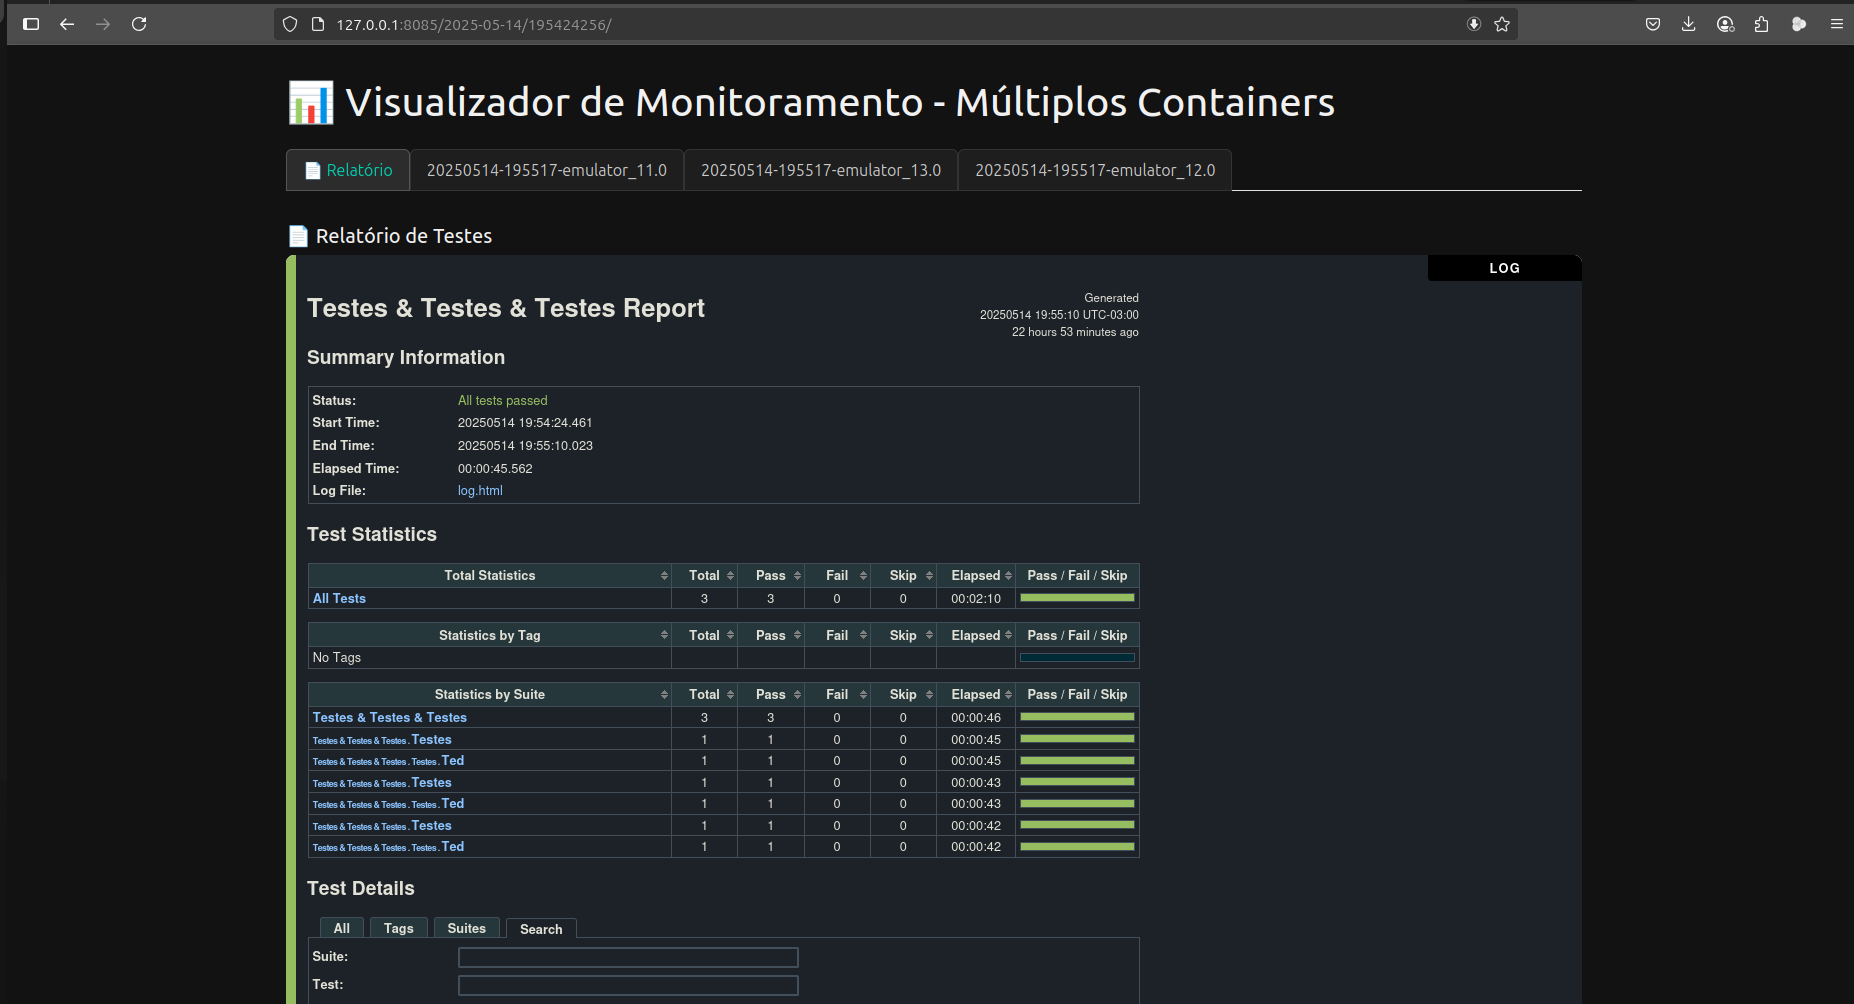 127.0.0.1:8085/2025-05-14/195424256/
Visualizador de Monitoramento - Múltiplos Containers
Relatório 20250514-195517-emulator_11.0 20250514-195517-emulator_13.0 20250514-195517-emulator_12.0
Relatório de Testes
LOG
Testes & Testes & Testes Report
Generated
20250514 19:55:10 UTC-03:00
22 hours 53 minutes ago
Summary Information
Status: All tests passed
Start Time: 20250514 19:54:24.461
End Time: 20250514 19:55:10.023
Elapsed Time: 00:00:45.562
Log File: log.html
Test Statistics
Total Statistics Total Pass Fail Skip Elapsed Pass / Fail / Skip
All Tests 3 3 0 0 00:02:10
Statistics by Tag Total Pass Fail Skip Elapsed Pass / Fail / Skip
No Tags
Statistics by Suite Total Pass Fail Skip Elapsed Pass / Fail / Skip
Testes & Testes & Testes 3 3 0 0 00:00:46
Testes & Testes & Testes . Testes 1 1 0 0 00:00:45
Testes & Testes & Testes . Testes . Ted 1 1 0 0 00:00:45
Testes & Testes & Testes . Testes 1 1 0 0 00:00:43
Testes & Testes & Testes . Testes . Ted 1 1 0 0 00:00:43
Testes & Testes & Testes . Testes 1 1 0 0 00:00:42
Testes & Testes & Testes . Testes . Ted 1 1 0 0 00:00:42
Test Details
All Tags Suites Search
Suite:
Test: